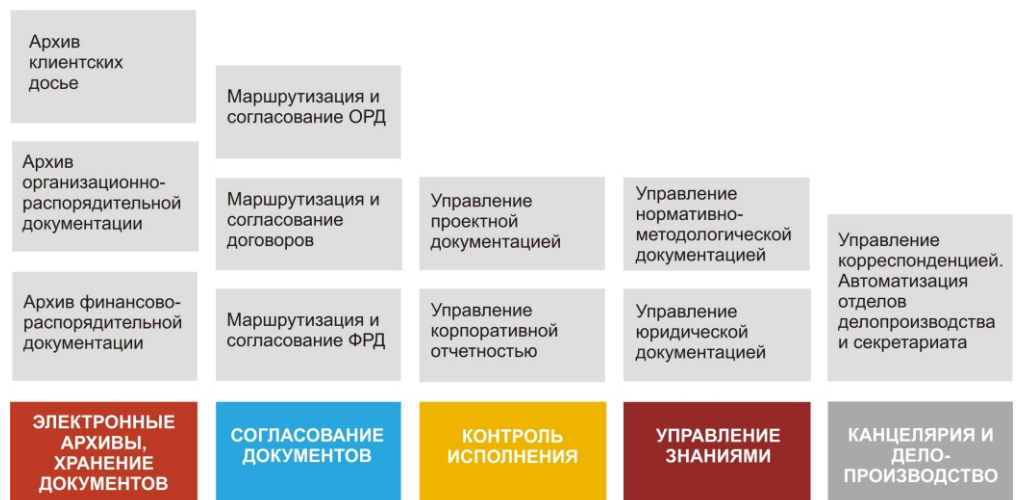 Архив
клиентских
досье
Архив
организационно-
распорядительной
документации
Архив финансово-
распорядительной
документации
ЭЛЕКТРОННЫЕ
АРХИВЫ,
ХРАНЕНИЕ
ДОКУМЕНТОВ
Маршрутизация и
согласование ОРД
Маршрутизация и
согласование
договоров
Маршрутизация и
согласование ФРД
СОГЛАСОВАНИЕ
ДОКУМЕНТОВ
Управление
проектной
документацией
Управление
корпоративной
отчетностью
КОНТРОЛЬ
ИСПОЛНЕНИЯ
Управление
нормативно-
методологической
документацией
Управление
юридической
документацией
УПРАВЛЕНИЕ
ЗНАНИЯМИ
Управление
корреспонденцией.
Автоматизация
отделов
делопроизводства
и секретариата
КАНЦЕЛЯРИЯ И
ДЕЛО-
ПРОИЗВОДСТВО